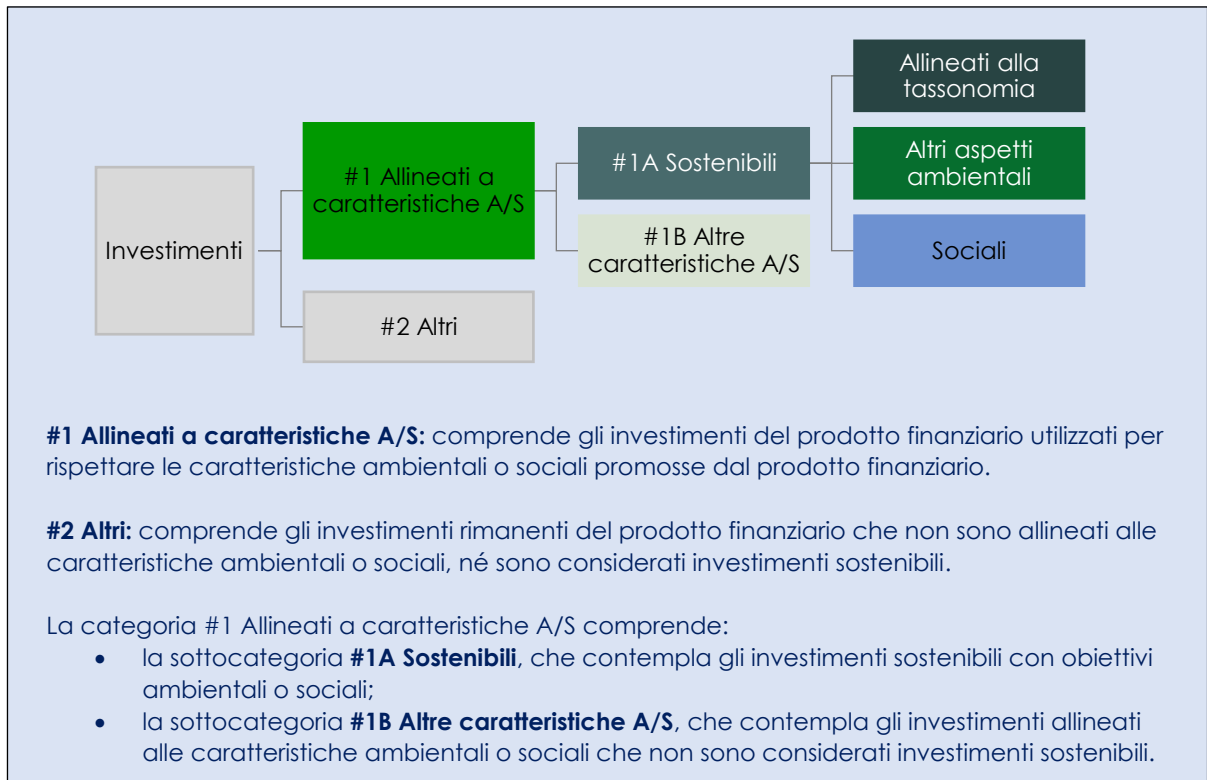 Allineati alla
tassonomia
#1 Allineati a
caratteristiche A/S
#1A Sostenibili
Altri aspetti
ambientali
Investimenti
#1B Altre
caratteristiche A/S
Sociali
#2 Altri
#1 Allineati a caratteristiche A/S: comprende gli investimenti del prodotto finanziario utilizzati per
rispettare le caratteristiche ambientali o sociali promosse dal prodotto finanziario.
#2 Altri: comprende gli investimenti rimanenti del prodotto finanziario che non sono allineati alle
caratteristiche ambientali o sociali, né sono considerati investimenti sostenibili.
La categoria #1 Allineati a caratteristiche A/S comprende:
• la sottocategoria #1A Sostenibili, che contempla gli investimenti sostenibili con obiettivi
ambientali o sociali;
• la sottocategoria #1B Altre caratteristiche A/S, che contempla gli investimenti allineati
alle caratteristiche ambientali o sociali che non sono considerati investimenti sostenibili.